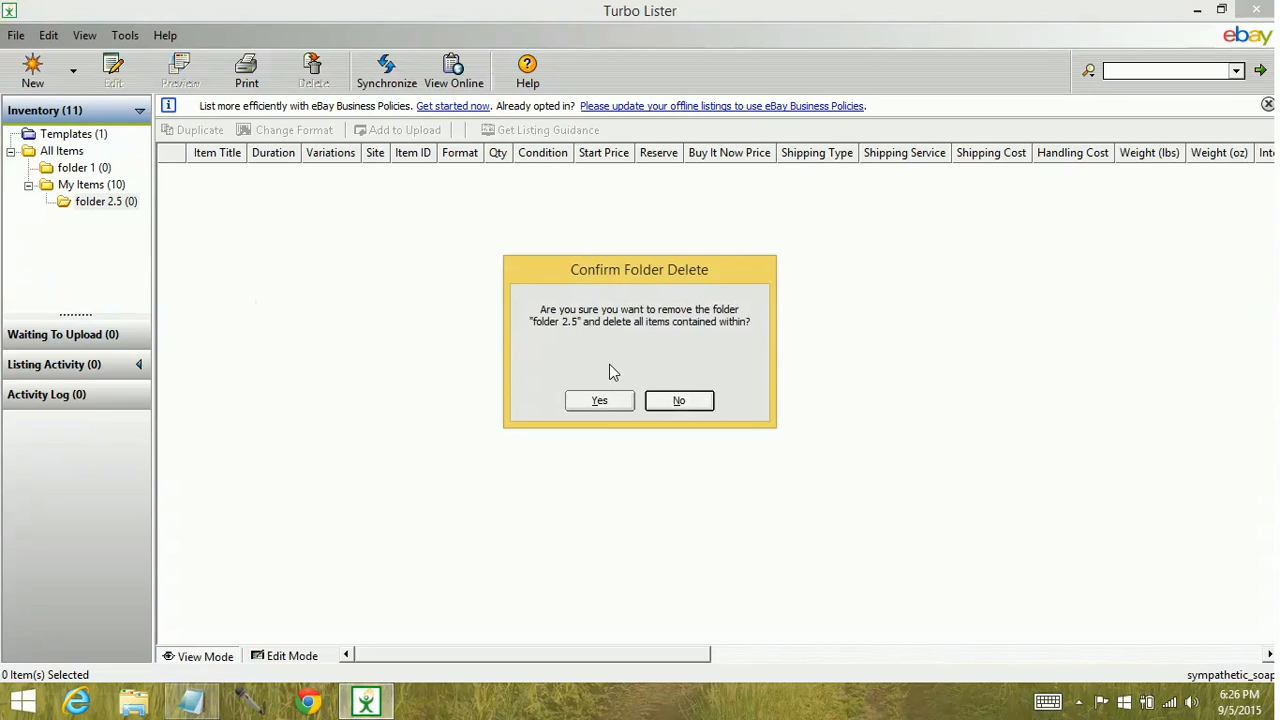 Turbo Lister
File Edit View Tools Help
ebay
New Edit Preview Print Delete Synchronize View Online Help
Inventory (11)
List more efficiently with eBay Business Policies. Get started now. Already opted in? Please update your offline listings to use eBay Business Policies.
Duplicate Change Format Add to Upload Get Listing Guidance
Item Title Duration Variations Site Item ID Format Qty Condition Start Price Reserve Buy It Now Price Shipping Type Shipping Service Shipping Cost Handling Cost Weight (lbs) Weight (oz) Inte
Templates (1)
All Items
folder 1 (0)
My Items (10)
folder 2.5 (0)
Waiting To Upload (0)
Listing Activity (0)
Activity Log (0)
Confirm Folder Delete
Are you sure you want to remove the folder
"folder 2.5" and delete all items contained within?
Yes No
View Mode Edit Mode
0 Item(s) Selected
sympathetic_soap
6:26 PM
9/5/2015